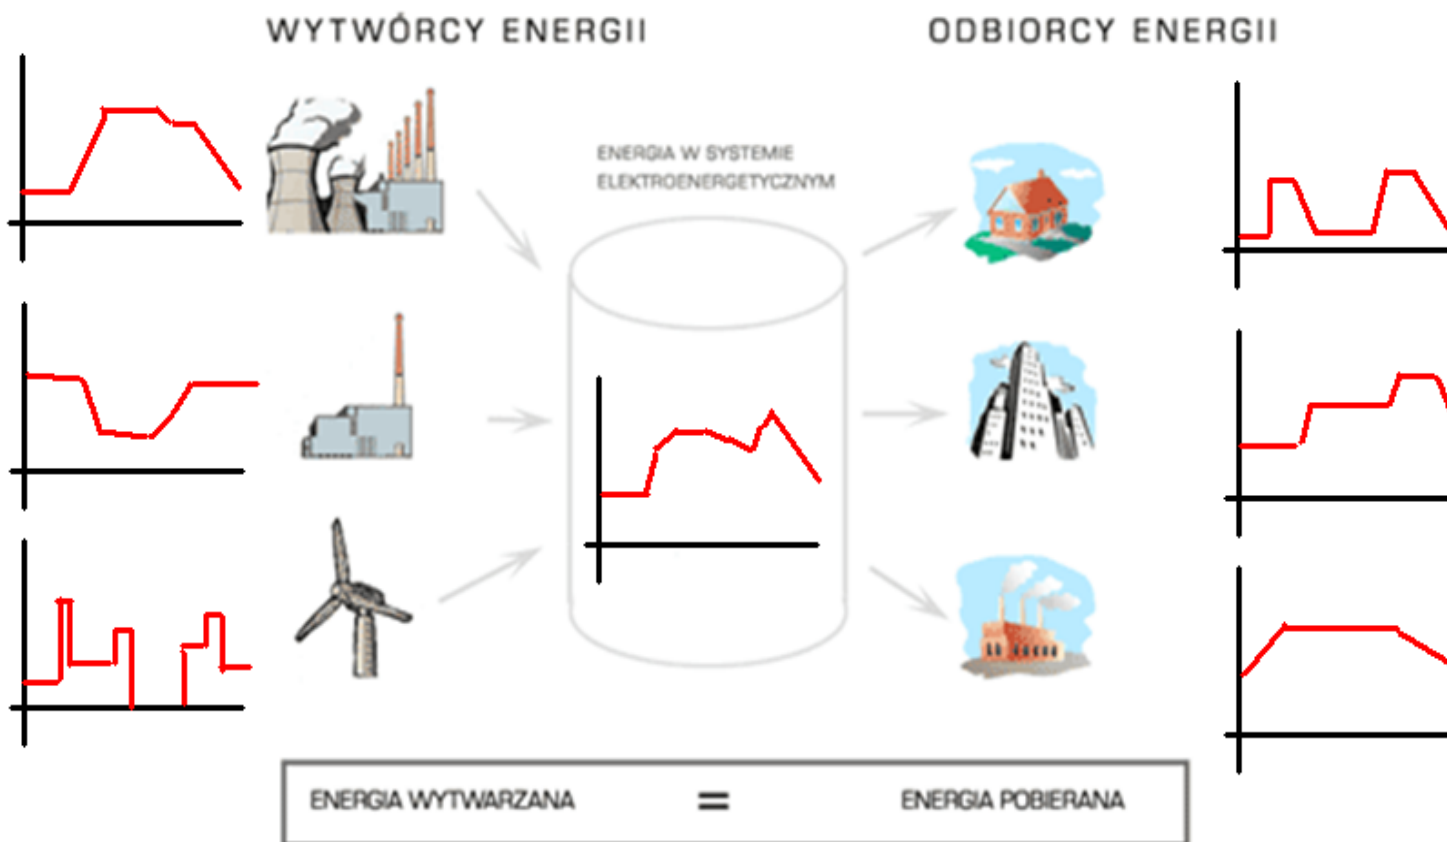 WYTWÓRCY ENERGII
ODBIORCY ENERGII
ENERGIA W SYSTEMIE
ELEKTROENERGETYCZNYM
ENERGIA WYTWARZANA = ENERGIA POBIERANA